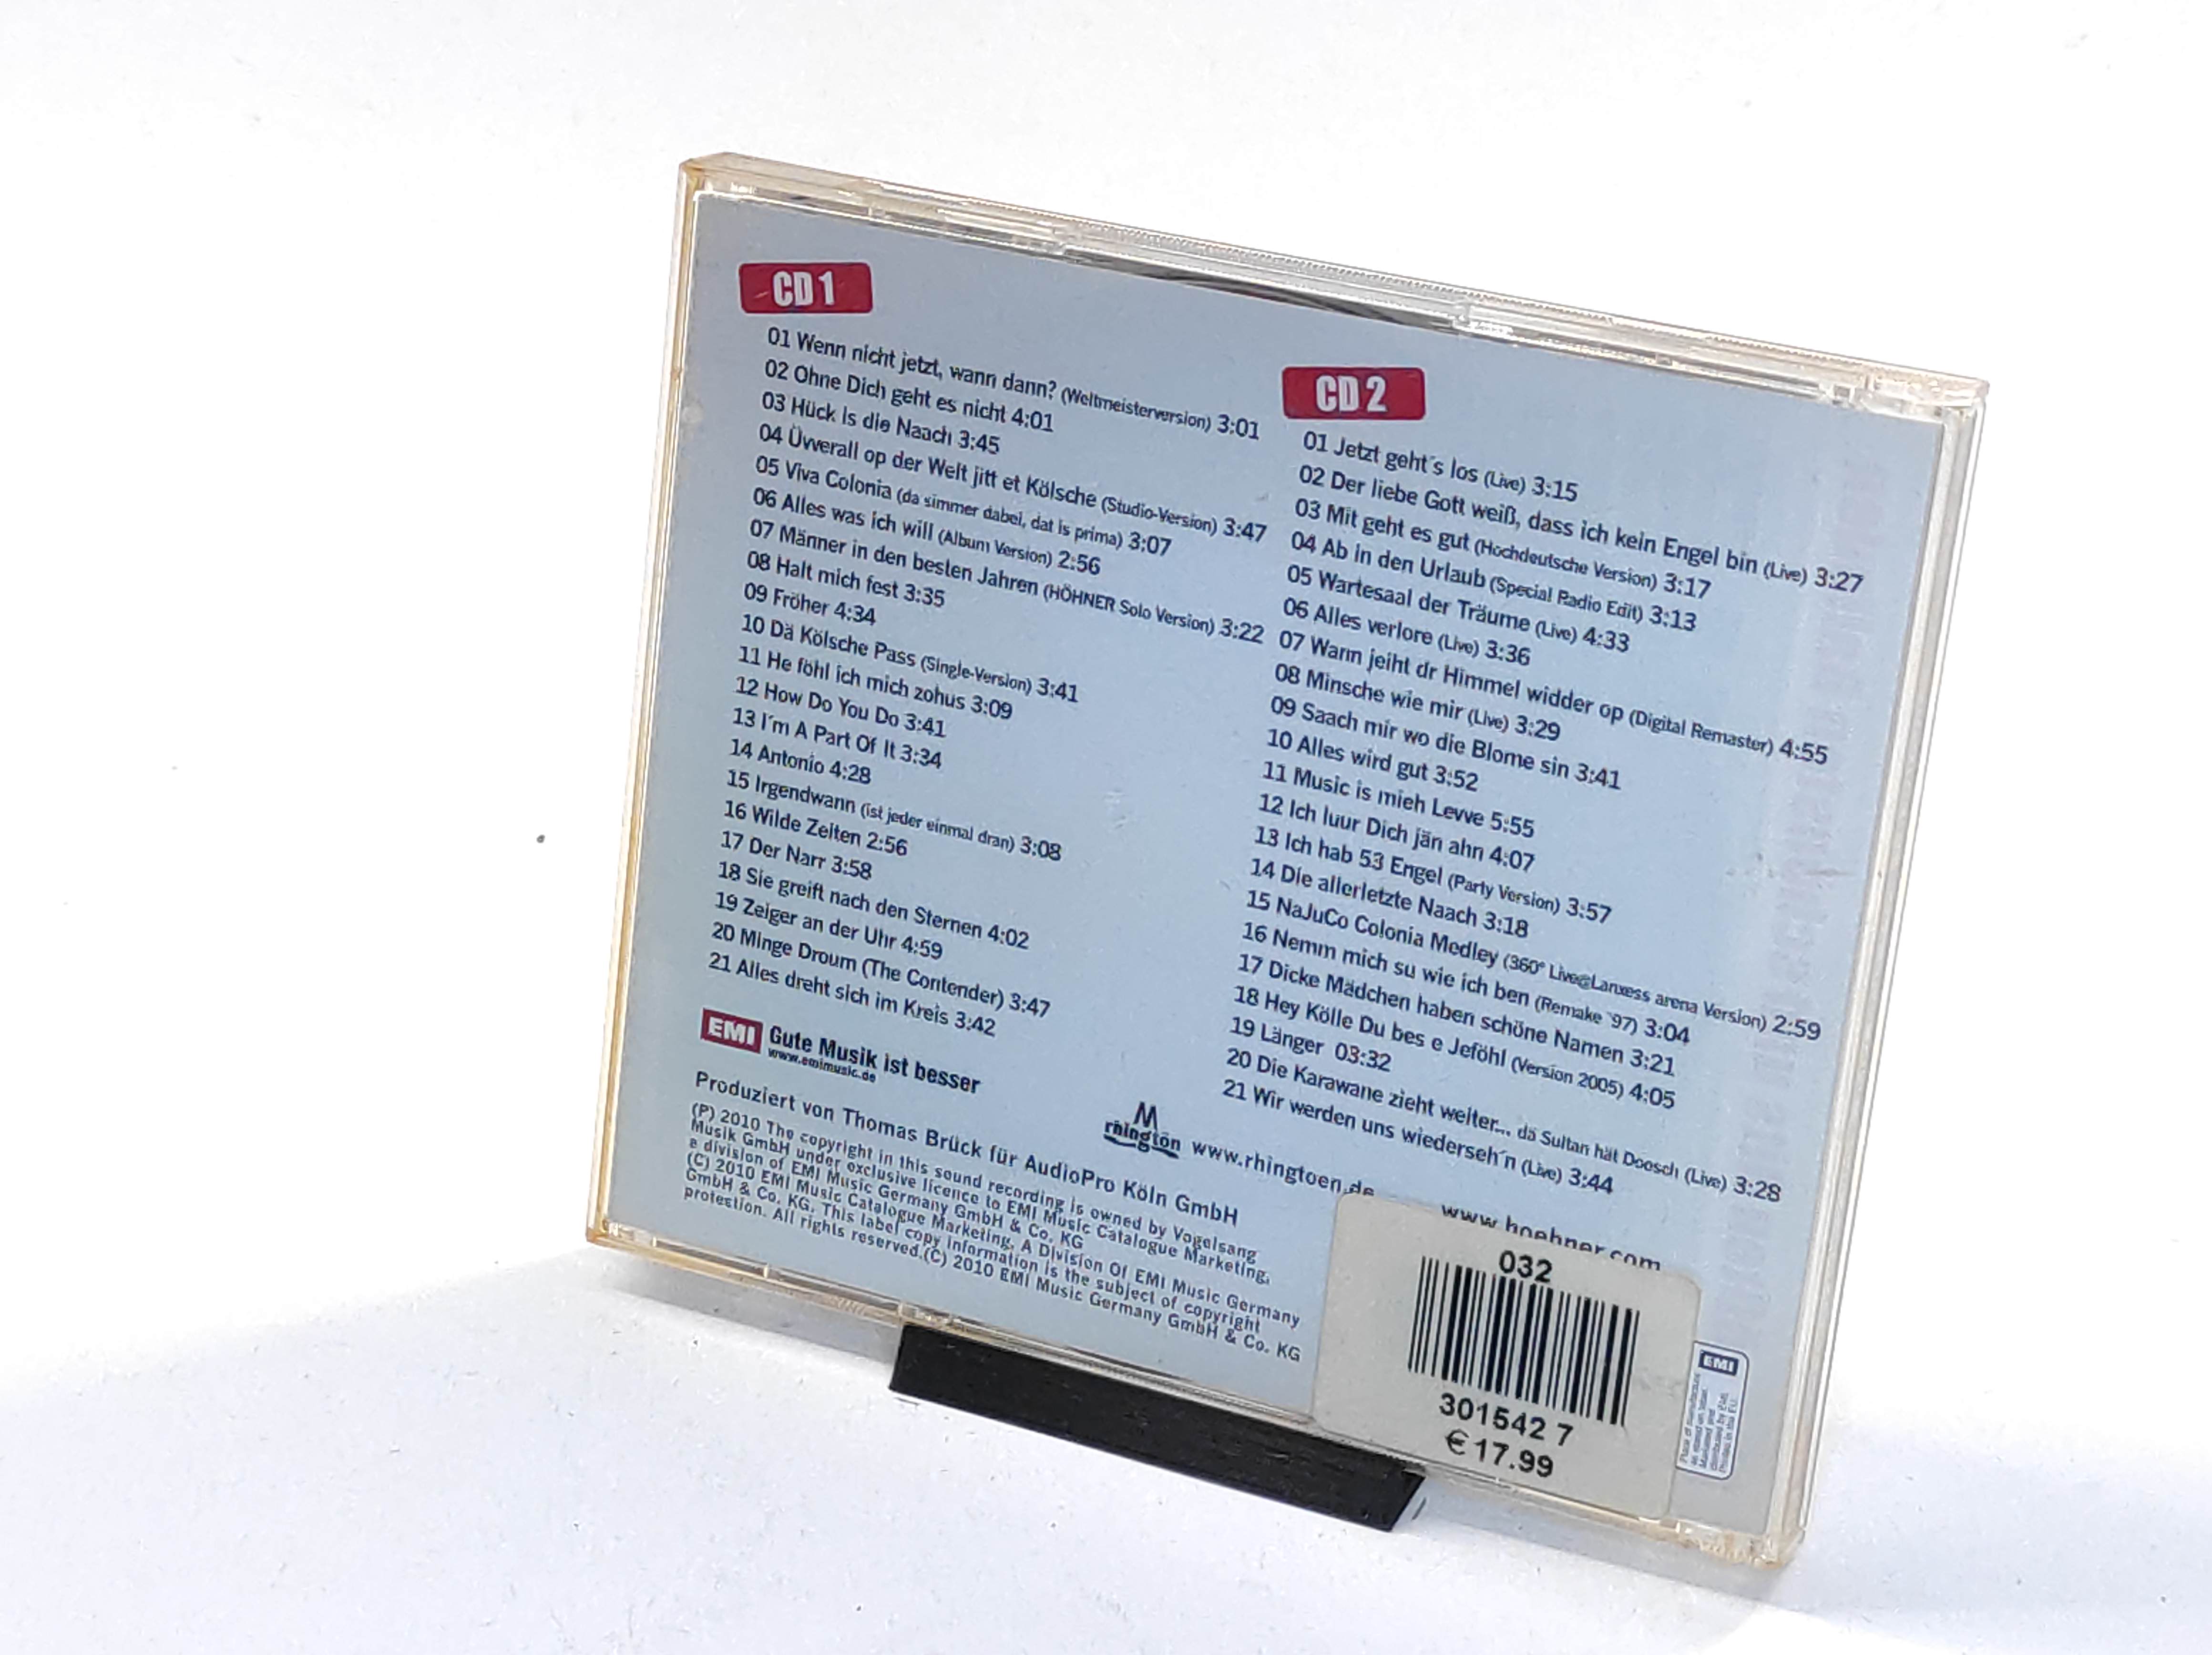 CD 1
01 Wenn nicht jetzt, wann dann? (Weltmeisterversion) 3:01
02 Ohne Dich geht es nicht 4:01
03 Hück is die Naach 3:45
04 Üvverall op der Welt jitt et Kölsche (Studio-Version) 3:47
05 Viva Colonia (da simmer dabei, dat is prima) 3:07
06 Alles was ich will (Album Version) 2:56
07 Männer in den besten Jahren (HÖHNER Solo Version) 3:22
08 Halt mich fest 3:35
09 Fröher 4:34
10 Dä Kölsche Pass (Single-Version) 3:41
11 He föhl ich mich zohus 3:09
12 How Do You Do 3:41
13 I´m A Part Of It 3:34
14 Antonio 4:28
15 Irgendwann (ist jeder einmal dran) 3:08
16 Wilde Zeiten 2:56
17 Der Narr 3:58
18 Sie greift nach den Sternen 4:02
19 Zeiger an der Uhr 4:59
20 Minge Droum (The Contender) 3:47
21 Alles dreht sich im Kreis 3:42
EMI Gute Musik ist besser
www.emimusic.de
Produziert von Thomas Brück für AudioPro Köln GmbH
(P) 2010 The copyright in this sound recording is owned by Vogelsang
Musik GmbH under exclusive licence to EMI Music Catalogue Marketing,
a division of EMI Music Germany GmbH & Co. KG
(C) 2010 EMI Music Catalogue Marketing, A Division Of EMI Music Germany
GmbH & Co. KG. This label copy information is the subject of copyright
protection. All rights reserved.(C) 2010 EMI Music Germany GmbH & Co. KG
CD 2
01 Jetzt geht´s los (Live) 3:15
02 Der liebe Gott weiß, dass ich kein Engel bin (Live) 3:27
03 Mit geht es gut (Hochdeutsche Version) 3:17
04 Ab in den Urlaub (Special Radio Edit) 3:13
05 Wartesaal der Träume (Live) 4:33
06 Alles verlore (Live) 3:36
07 Wann jeiht dr Himmel widder op (Digital Remaster) 4:55
08 Minsche wie mir (Live) 3:29
09 Saach mir wo die Blome sin 3:41
10 Alles wird gut 3:52
11 Music is mieh Levve 5:55
12 Ich luur Dich jän ahn 4:07
13 Ich hab 53 Engel (Party Version) 3:57
14 Die allerletzte Naach 3:18
15 NaJuCo Colonia Medley (360° Live@Lanxess arena Version) 2:59
16 Nemm mich su wie ich ben (Remake `97) 3:04
17 Dicke Mädchen haben schöne Namen 3:21
18 Hey Kölle Du bes e Jeföhl (Version 2005) 4:05
19 Länger 03:32
20 Die Karawane zieht weiter... dä Sultan hät Doosch (Live) 3:28
21 Wir werden uns wiederseh´n (Live) 3:44
rhingtön www.rhingtoen.de
www.hoehner.com
032
301542 7
€ 17.99
EMI
Place of manufacture
as stated on label.
Marketed and
distributed by EMI.
Printed in the EU.